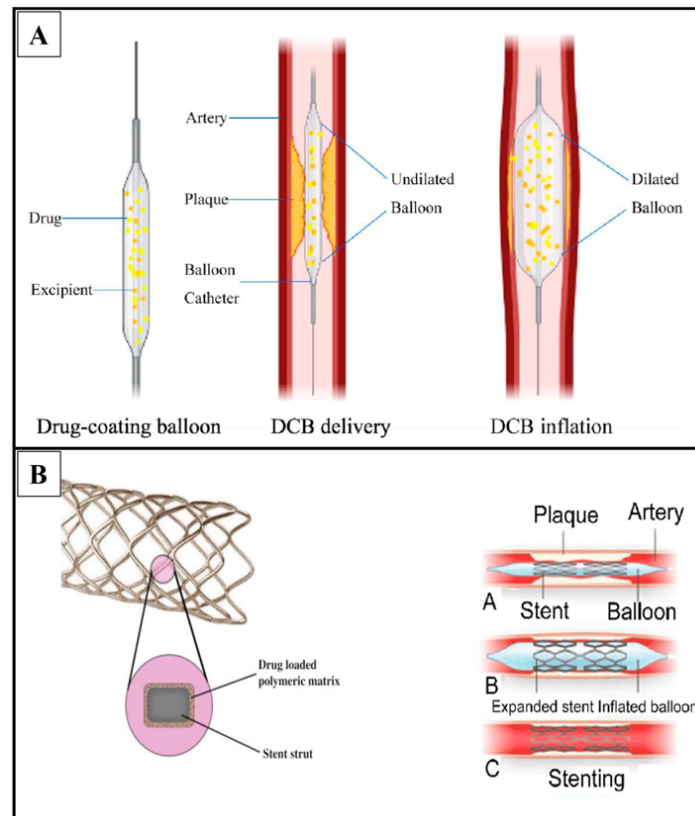 A
Artery
Undilated
Plaque
Dilated
Drug
Balloon
Balloon
Excipient
Balloon
Catheter
Drug-coating balloon
DCB delivery
DCB inflation
B
Plaque
Artery
A
Stent
Balloon
Drug loaded
polymeric matrix
B
Expanded stent Inflated balloon
Stent strut
C
Stenting